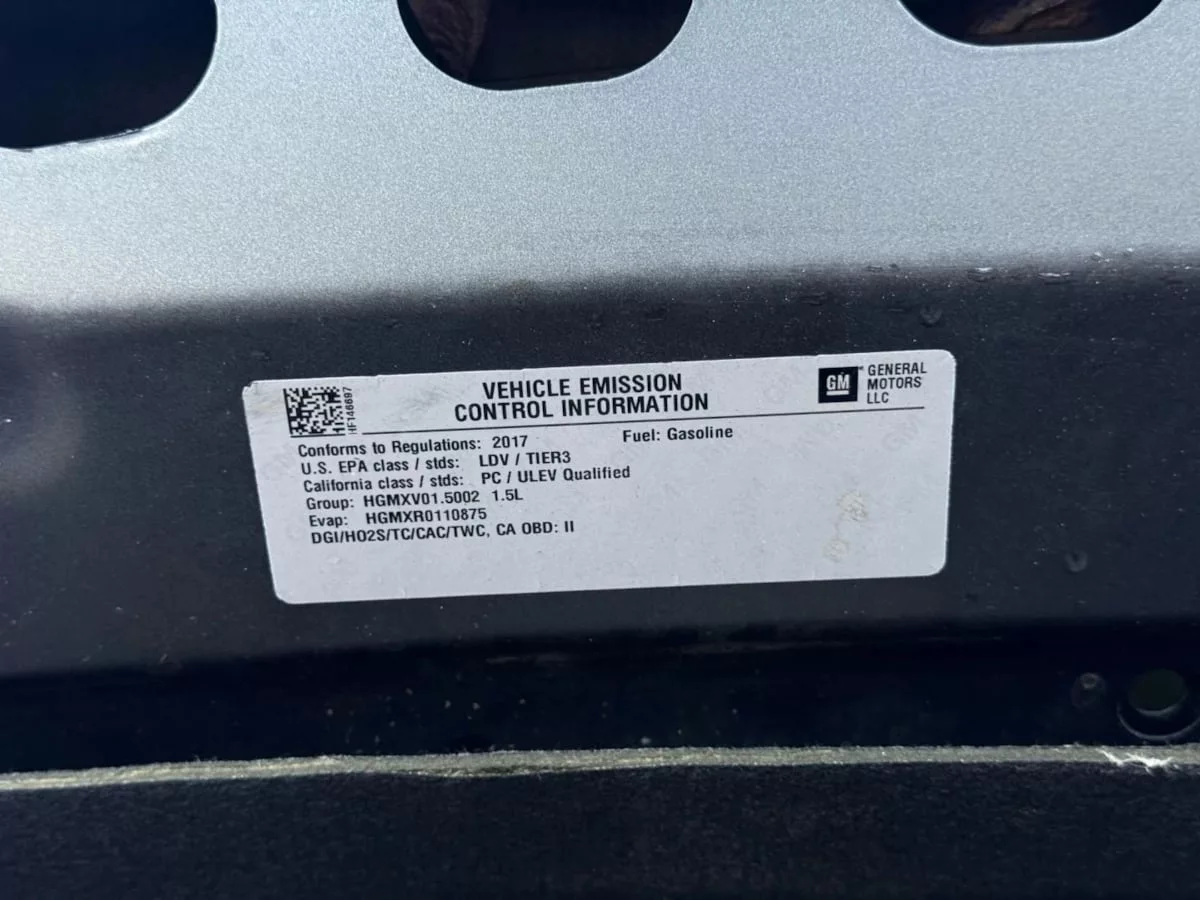 VEHICLE EMISSION
CONTROL INFORMATION
GM
GENERAL
MOTORS
LLC
HF146697
Conforms to Regulations: 2017 Fuel: Gasoline
U.S. EPA class / stds: LDV / TIER3
California class / stds: PC / ULEV Qualified
Group: HGMXV01.5002 1.5L
Evap: HGMXR0110875
DGI/HO2S/TC/CAC/TWC, CA OBD: II